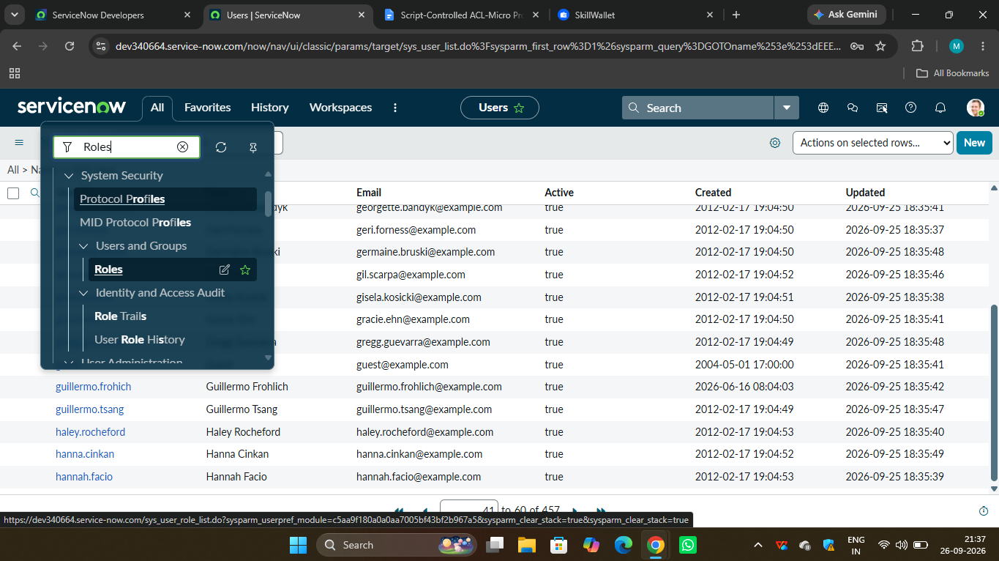 ServiceNow Developers
Users | ServiceNow
Script-Controlled ACL-Micro Pr
SkillWallet
Ask Gemini
dev340664.service-now.com/now/nav/ui/classic/params/target/sys_user_list.do%3Fsysparm_first_row%3D1%26sysparm_query%3DGOTOname%253e%253dEEE...
M
All Bookmarks
servicenow
All
Favorites
History
Workspaces
Users
Search
Roles
Actions on selected rows...
New
All > Na
System Security
Protocol Profiles
MID Protocol Profiles
Users and Groups
Roles
Identity and Access Audit
Role Trails
User Role History
User Administration
Email Active Created Updated
dyk georgette.bandyk@example.com true 2012-02-17 19:04:50 2026-09-25 18:35:41
geri.forness@example.com true 2012-02-17 19:04:50 2026-09-25 18:35:37
ki germaine.bruski@example.com true 2012-02-17 19:04:50 2026-09-25 18:35:48
gil.scarpa@example.com true 2012-02-17 19:04:52 2026-09-25 18:35:46
gisela.kosicki@example.com true 2012-02-17 19:04:51 2026-09-25 18:35:38
gracie.ehn@example.com true 2012-02-17 19:04:50 2026-09-25 18:35:41
a gregg.guevarra@example.com true 2012-02-17 19:04:49 2026-09-25 18:35:48
guest@example.com true 2004-05-01 17:00:00 2026-09-25 18:35:41
guillermo.frohich Guillermo Frohlich guillermo.frohlich@example.com true 2026-06-16 08:04:03 2026-09-25 18:35:42
guillermo.tsang Guillermo Tsang guillermo.tsang@example.com true 2012-02-17 19:04:49 2026-09-25 18:35:47
haley.rocheford Haley Rocheford haley.rocheford@example.com true 2012-02-17 19:04:53 2026-09-25 18:35:40
hanna.cinkan Hanna Cinkan hanna.cinkan@example.com true 2012-02-17 19:04:52 2026-09-25 18:35:49
hannah.facio Hannah Facio hannah.facio@example.com true 2012-02-17 19:04:53 2026-09-25 18:35:39
41 to 60 of 457
https://dev340664.service-now.com/sys_user_role_list.do?sysparm_userpref_module=c5aa9f180a0a0aa7005bf43bf2b967a5&sysparm_clear_stack=true&sysparm_clear_stack=true
Search
ENG
IN
21:37
26-09-2026